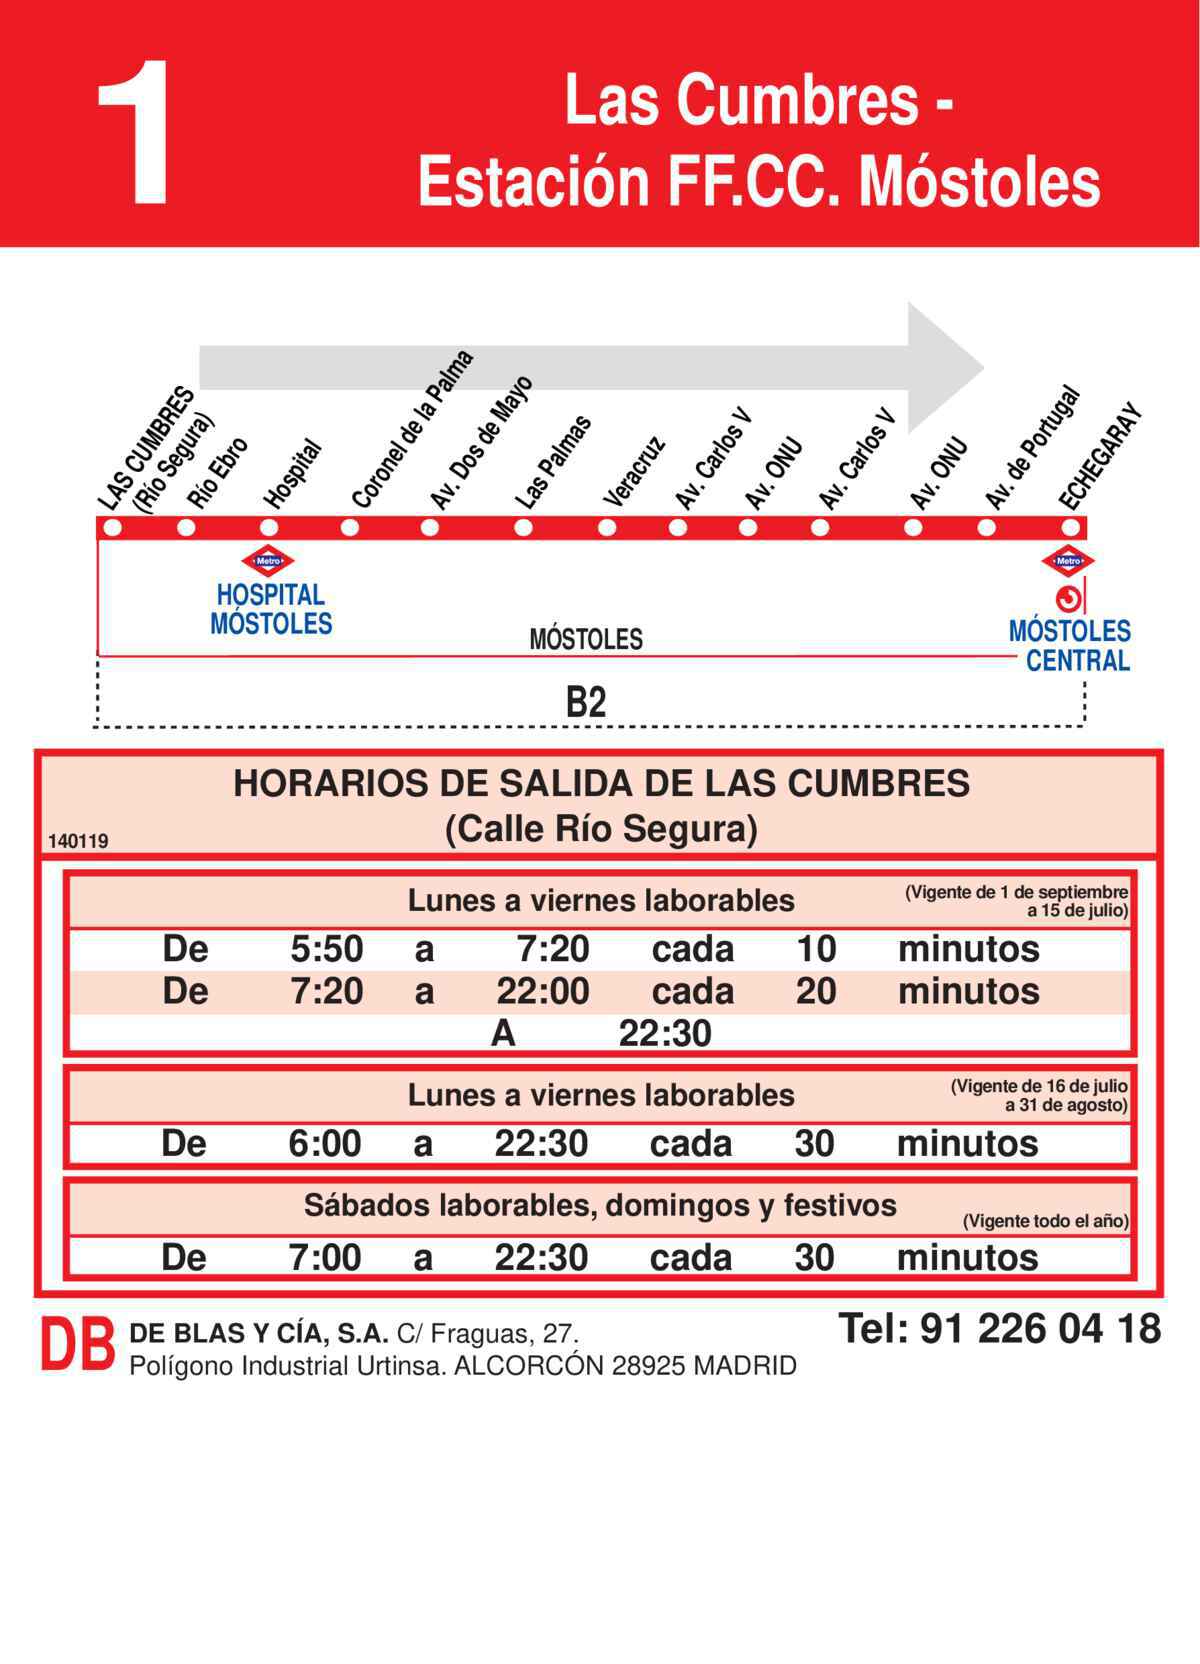 1
Las Cumbres -
Estación FF.CC. Móstoles
LAS CUMBRES
(Río Segura)
Río Ebro
Hospital
Coronel de la Palma
Av. Dos de Mayo
Las Palmas
Veracruz
Av. Carlos V
Av. ONU
Av. Carlos V
Av. ONU
Av. de Portugal
ECHEGARAY
Metro
Metro
HOSPITAL
MÓSTOLES
MÓSTOLES
MÓSTOLES
CENTRAL
B2
HORARIOS DE SALIDA DE LAS CUMBRES
(Calle Río Segura)
140119
Lunes a viernes laborables
(Vigente de 1 de septiembre
a 15 de julio)
De 5:50 a 7:20 cada 10 minutos
De 7:20 a 22:00 cada 20 minutos
A 22:30
Lunes a viernes laborables
(Vigente de 16 de julio
a 31 de agosto)
De 6:00 a 22:30 cada 30 minutos
Sábados laborables, domingos y festivos
(Vigente todo el año)
De 7:00 a 22:30 cada 30 minutos
DB
DE BLAS Y CÍA, S.A. C/ Fraguas, 27.
Polígono Industrial Urtinsa. ALCORCÓN 28925 MADRID
Tel: 91 226 04 18